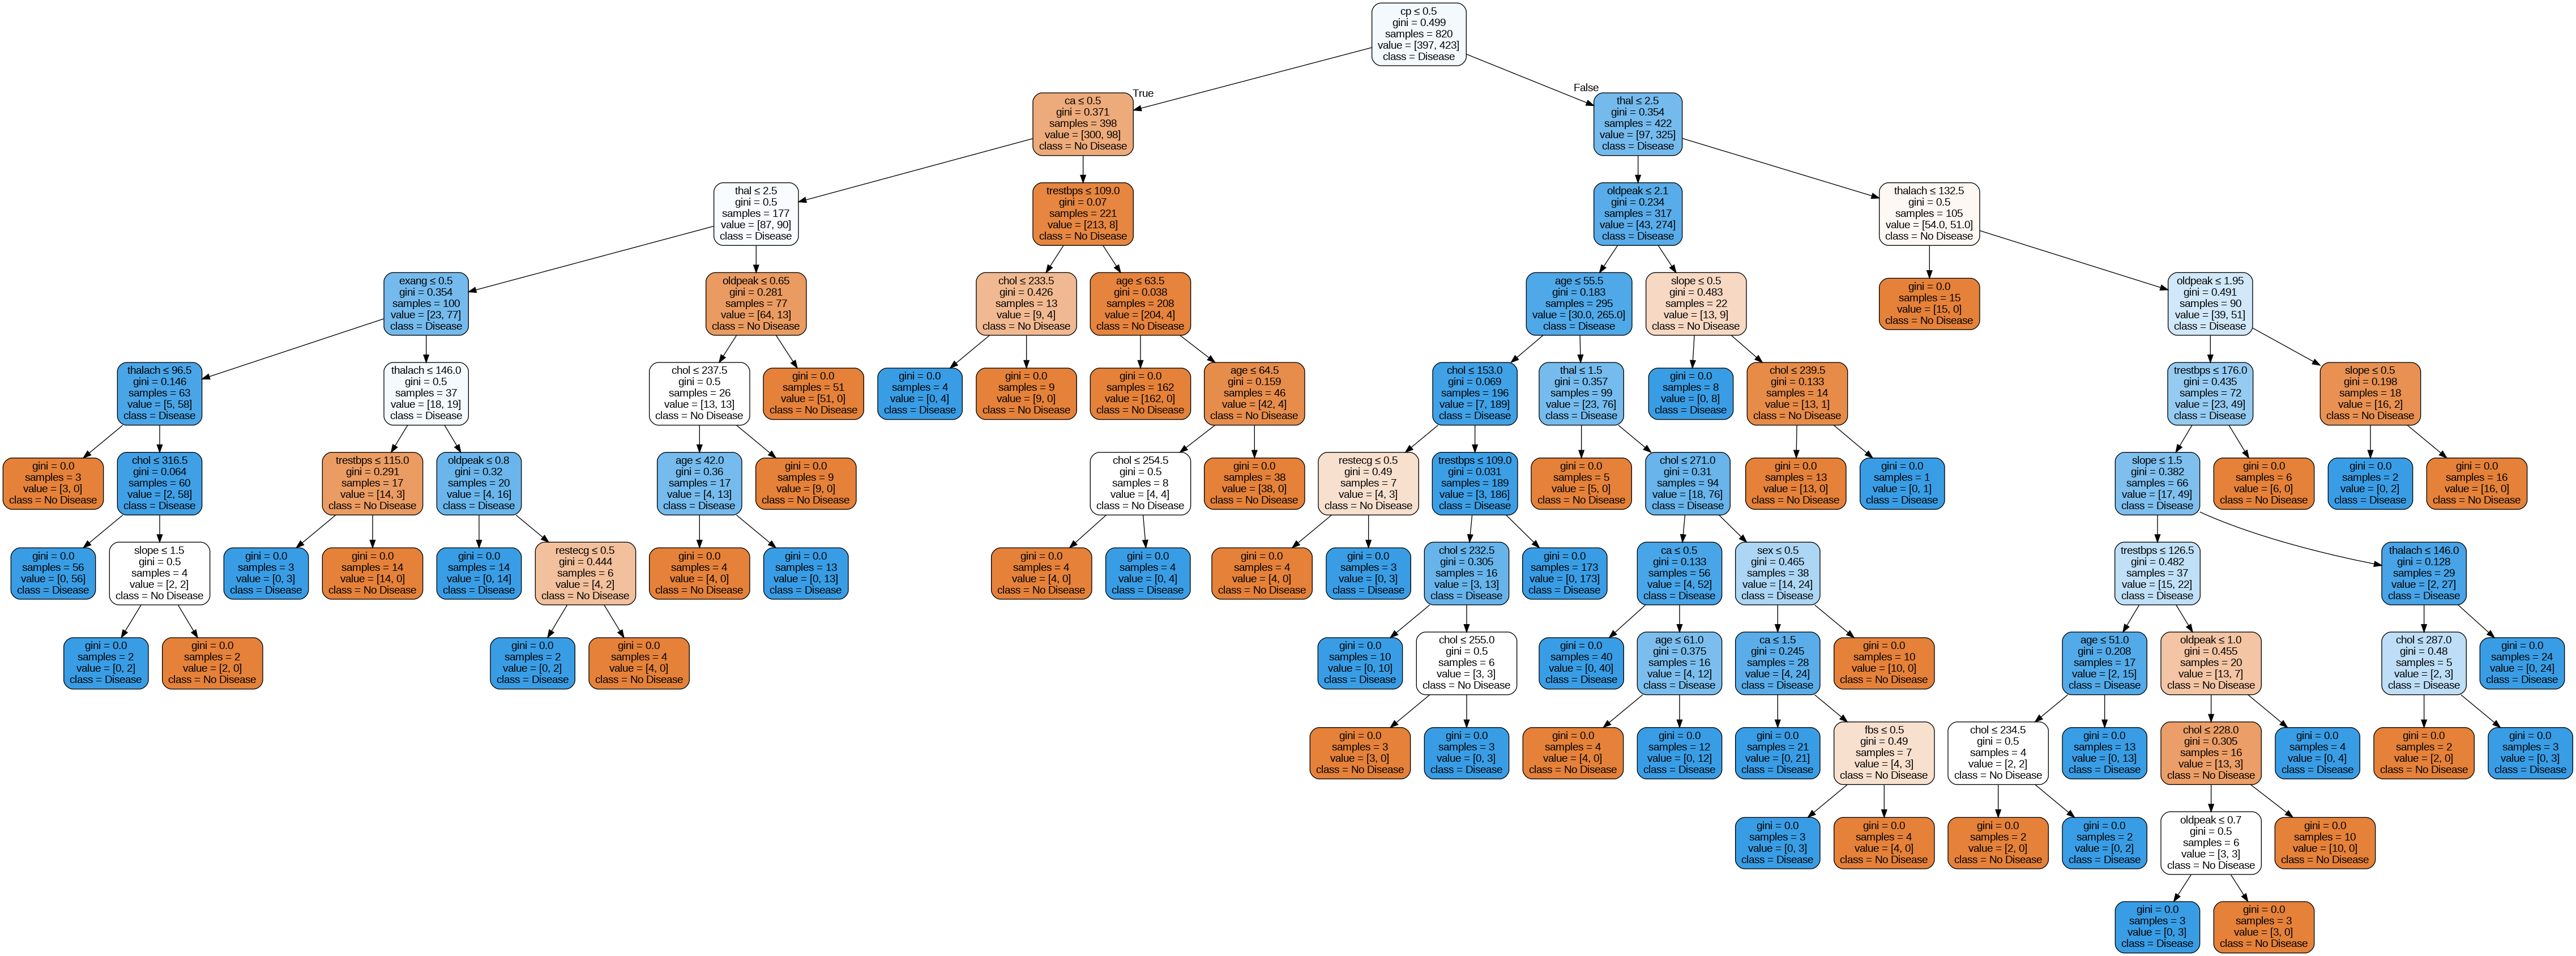 cp ≤ 0.5
gini = 0.499
samples = 820
value = [397, 423]
class = Disease
True
False
ca ≤ 0.5
gini = 0.371
samples = 398
value = [300, 98]
class = No Disease
thal ≤ 2.5
gini = 0.354
samples = 422
value = [97, 325]
class = Disease
thal ≤ 2.5
gini = 0.5
samples = 177
value = [87, 90]
class = Disease
trestbps ≤ 109.0
gini = 0.07
samples = 221
value = [213, 8]
class = No Disease
oldpeak ≤ 2.1
gini = 0.234
samples = 317
value = [43, 274]
class = Disease
thalach ≤ 132.5
gini = 0.5
samples = 105
value = [54.0, 51.0]
class = No Disease
exang ≤ 0.5
gini = 0.354
samples = 100
value = [23, 77]
class = Disease
oldpeak ≤ 0.65
gini = 0.281
samples = 77
value = [64, 13]
class = No Disease
chol ≤ 233.5
gini = 0.426
samples = 13
value = [9, 4]
class = No Disease
age ≤ 63.5
gini = 0.038
samples = 208
value = [204, 4]
class = No Disease
age ≤ 55.5
gini = 0.183
samples = 295
value = [30.0, 265.0]
class = Disease
slope ≤ 0.5
gini = 0.483
samples = 22
value = [13, 9]
class = No Disease
gini = 0.0
samples = 15
value = [15, 0]
class = No Disease
oldpeak ≤ 1.95
gini = 0.491
samples = 90
value = [39, 51]
class = Disease
thalach ≤ 96.5
gini = 0.146
samples = 63
value = [5, 58]
class = Disease
thalach ≤ 146.0
gini = 0.5
samples = 37
value = [18, 19]
class = Disease
chol ≤ 237.5
gini = 0.5
samples = 26
value = [13, 13]
class = No Disease
gini = 0.0
samples = 51
value = [51, 0]
class = No Disease
gini = 0.0
samples = 4
value = [0, 4]
class = Disease
gini = 0.0
samples = 9
value = [9, 0]
class = No Disease
gini = 0.0
samples = 162
value = [162, 0]
class = No Disease
age ≤ 64.5
gini = 0.159
samples = 46
value = [42, 4]
class = No Disease
chol ≤ 153.0
gini = 0.069
samples = 196
value = [7, 189]
class = Disease
thal ≤ 1.5
gini = 0.357
samples = 99
value = [23, 76]
class = Disease
gini = 0.0
samples = 8
value = [0, 8]
class = Disease
chol ≤ 239.5
gini = 0.133
samples = 14
value = [13, 1]
class = No Disease
trestbps ≤ 176.0
gini = 0.435
samples = 72
value = [23, 49]
class = Disease
slope ≤ 0.5
gini = 0.198
samples = 18
value = [16, 2]
class = No Disease
gini = 0.0
samples = 3
value = [3, 0]
class = No Disease
chol ≤ 316.5
gini = 0.064
samples = 60
value = [2, 58]
class = Disease
trestbps ≤ 115.0
gini = 0.291
samples = 17
value = [14, 3]
class = No Disease
oldpeak ≤ 0.8
gini = 0.32
samples = 20
value = [4, 16]
class = Disease
age ≤ 42.0
gini = 0.36
samples = 17
value = [4, 13]
class = Disease
gini = 0.0
samples = 9
value = [9, 0]
class = No Disease
chol ≤ 254.5
gini = 0.5
samples = 8
value = [4, 4]
class = No Disease
gini = 0.0
samples = 38
value = [38, 0]
class = No Disease
restecg ≤ 0.5
gini = 0.49
samples = 7
value = [4, 3]
class = No Disease
trestbps ≤ 109.0
gini = 0.031
samples = 189
value = [3, 186]
class = Disease
gini = 0.0
samples = 5
value = [5, 0]
class = No Disease
chol ≤ 271.0
gini = 0.31
samples = 94
value = [18, 76]
class = Disease
gini = 0.0
samples = 13
value = [13, 0]
class = No Disease
gini = 0.0
samples = 1
value = [0, 1]
class = Disease
slope ≤ 1.5
gini = 0.382
samples = 66
value = [17, 49]
class = Disease
gini = 0.0
samples = 6
value = [6, 0]
class = No Disease
gini = 0.0
samples = 2
value = [0, 2]
class = Disease
gini = 0.0
samples = 16
value = [16, 0]
class = No Disease
gini = 0.0
samples = 56
value = [0, 56]
class = Disease
slope ≤ 1.5
gini = 0.5
samples = 4
value = [2, 2]
class = No Disease
gini = 0.0
samples = 3
value = [0, 3]
class = Disease
gini = 0.0
samples = 14
value = [14, 0]
class = No Disease
gini = 0.0
samples = 14
value = [0, 14]
class = Disease
restecg ≤ 0.5
gini = 0.444
samples = 6
value = [4, 2]
class = No Disease
gini = 0.0
samples = 4
value = [4, 0]
class = No Disease
gini = 0.0
samples = 13
value = [0, 13]
class = Disease
gini = 0.0
samples = 4
value = [4, 0]
class = No Disease
gini = 0.0
samples = 4
value = [0, 4]
class = Disease
gini = 0.0
samples = 4
value = [4, 0]
class = No Disease
gini = 0.0
samples = 3
value = [0, 3]
class = Disease
chol ≤ 232.5
gini = 0.305
samples = 16
value = [3, 13]
class = Disease
gini = 0.0
samples = 173
value = [0, 173]
class = Disease
ca ≤ 0.5
gini = 0.133
samples = 56
value = [4, 52]
class = Disease
sex ≤ 0.5
gini = 0.465
samples = 38
value = [14, 24]
class = Disease
trestbps ≤ 126.5
gini = 0.482
samples = 37
value = [15, 22]
class = Disease
thalach ≤ 146.0
gini = 0.128
samples = 29
value = [2, 27]
class = Disease
gini = 0.0
samples = 2
value = [0, 2]
class = Disease
gini = 0.0
samples = 2
value = [2, 0]
class = No Disease
gini = 0.0
samples = 2
value = [0, 2]
class = Disease
gini = 0.0
samples = 4
value = [4, 0]
class = No Disease
gini = 0.0
samples = 10
value = [0, 10]
class = Disease
chol ≤ 255.0
gini = 0.5
samples = 6
value = [3, 3]
class = No Disease
gini = 0.0
samples = 40
value = [0, 40]
class = Disease
age ≤ 61.0
gini = 0.375
samples = 16
value = [4, 12]
class = Disease
ca ≤ 1.5
gini = 0.245
samples = 28
value = [4, 24]
class = Disease
gini = 0.0
samples = 10
value = [10, 0]
class = No Disease
age ≤ 51.0
gini = 0.208
samples = 17
value = [2, 15]
class = Disease
oldpeak ≤ 1.0
gini = 0.455
samples = 20
value = [13, 7]
class = No Disease
chol ≤ 287.0
gini = 0.48
samples = 5
value = [2, 3]
class = Disease
gini = 0.0
samples = 24
value = [0, 24]
class = Disease
gini = 0.0
samples = 3
value = [3, 0]
class = No Disease
gini = 0.0
samples = 3
value = [0, 3]
class = Disease
gini = 0.0
samples = 4
value = [4, 0]
class = No Disease
gini = 0.0
samples = 12
value = [0, 12]
class = Disease
gini = 0.0
samples = 21
value = [0, 21]
class = Disease
fbs ≤ 0.5
gini = 0.49
samples = 7
value = [4, 3]
class = No Disease
chol ≤ 234.5
gini = 0.5
samples = 4
value = [2, 2]
class = No Disease
gini = 0.0
samples = 13
value = [0, 13]
class = Disease
chol ≤ 228.0
gini = 0.305
samples = 16
value = [13, 3]
class = No Disease
gini = 0.0
samples = 4
value = [0, 4]
class = Disease
gini = 0.0
samples = 2
value = [2, 0]
class = No Disease
gini = 0.0
samples = 3
value = [0, 3]
class = Disease
gini = 0.0
samples = 3
value = [0, 3]
class = Disease
gini = 0.0
samples = 4
value = [4, 0]
class = No Disease
gini = 0.0
samples = 2
value = [2, 0]
class = No Disease
gini = 0.0
samples = 2
value = [0, 2]
class = Disease
oldpeak ≤ 0.7
gini = 0.5
samples = 6
value = [3, 3]
class = No Disease
gini = 0.0
samples = 10
value = [10, 0]
class = No Disease
gini = 0.0
samples = 3
value = [0, 3]
class = Disease
gini = 0.0
samples = 3
value = [3, 0]
class = No Disease